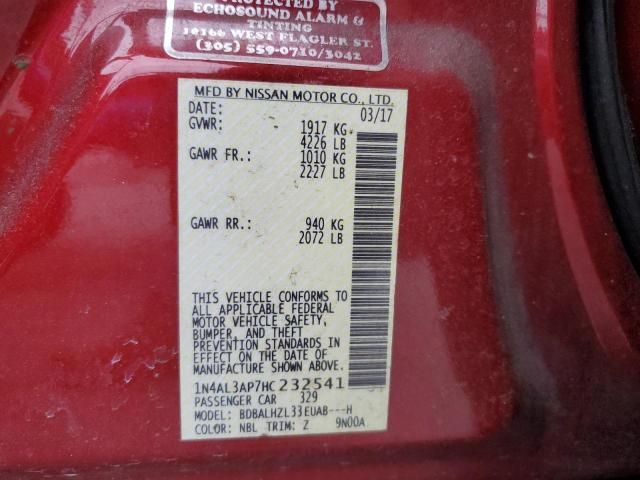 PROTECTED BY
ECHOSOUND ALARM &
TINTING
10166 WEST FLAGLER ST.
(305) 559-0710/3042
MFD BY NISSAN MOTOR CO., LTD.
DATE: 03/17
GVWR: 1917 KG
4226 LB
GAWR FR.: 1010 KG
2227 LB
GAWR RR.: 940 KG
2072 LB
THIS VEHICLE CONFORMS TO
ALL APPLICABLE FEDERAL
MOTOR VEHICLE SAFETY,
BUMPER, AND THEFT
PREVENTION STANDARDS IN
EFFECT ON THE DATE OF
MANUFACTURE SHOWN ABOVE.
1N4AL3AP7HC232541
PASSENGER CAR 329
MODEL: BDBALHZL33EUAB---H
COLOR: NBL TRIM: Z 9N00A